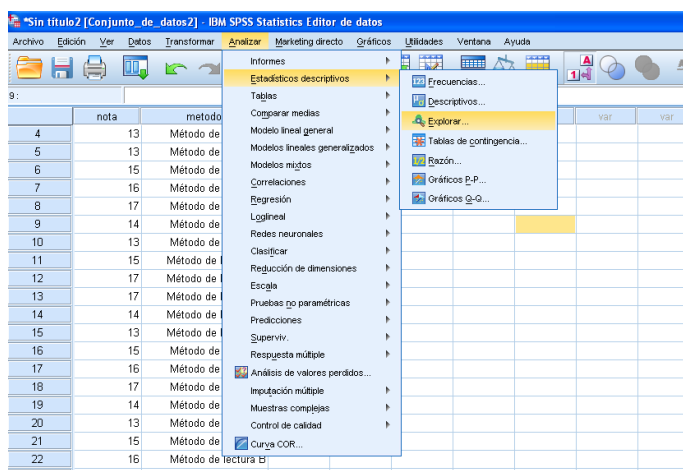 *Sin título2 [Conjunto_de_datos2] - IBM SPSS Statistics Editor de datos
Archivo Edición Ver Datos Transformar Analizar Marketing directo Gráficos Utilidades Ventana Ayuda
9 :
nota metodo var var
4 13 Método de
5 13 Método de
6 15 Método de
7 16 Método de
8 17 Método de
9 14 Método de
10 13 Método de
11 15 Método de
12 17 Método de
13 17 Método de
14 14 Método de
15 13 Método de
16 15 Método de
17 16 Método de
18 17 Método de
19 14 Método de
20 13 Método de
21 15 Método de
22 16 Método de lectura B
Informes
Estadísticos descriptivos
Tablas
Comparar medias
Modelo lineal general
Modelos lineales generalizados
Modelos mixtos
Correlaciones
Regresión
Loglineal
Redes neuronales
Clasificar
Reducción de dimensiones
Escala
Pruebas no paramétricas
Predicciones
Superviv.
Respuesta múltiple
Análisis de valores perdidos...
Imputación múltiple
Muestras complejas
Control de calidad
Curva COR...
Frecuencias...
Descriptivos...
Explorar...
Tablas de contingencia...
Razón...
Gráficos P-P...
Gráficos Q-Q...